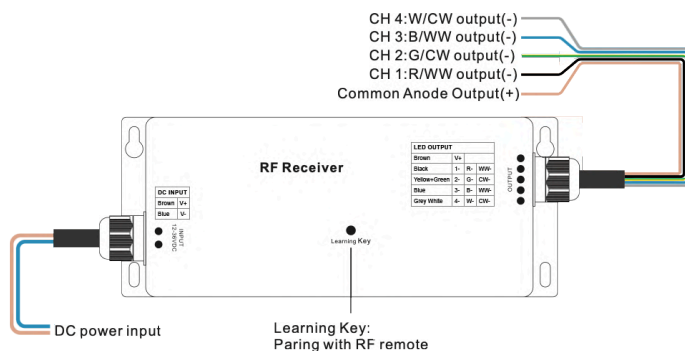 CH 4:W/CW output(-)
CH 3:B/WW output(-)
CH 2:G/CW output(-)
CH 1:R/WW output(-)
Common Anode Output(+)
RF Receiver
LED OUTPUT
Brown V+
Black 1- R- WW-
Yellow+Green 2- G- CW-
Blue 3- B- WW-
Grey White 4- W- CW-
OUTPUT
DC INPUT
Brown V+
Blue V-
INPUT
12-36VDC
Learning Key
DC power input
Learning Key:
Paring with RF remote